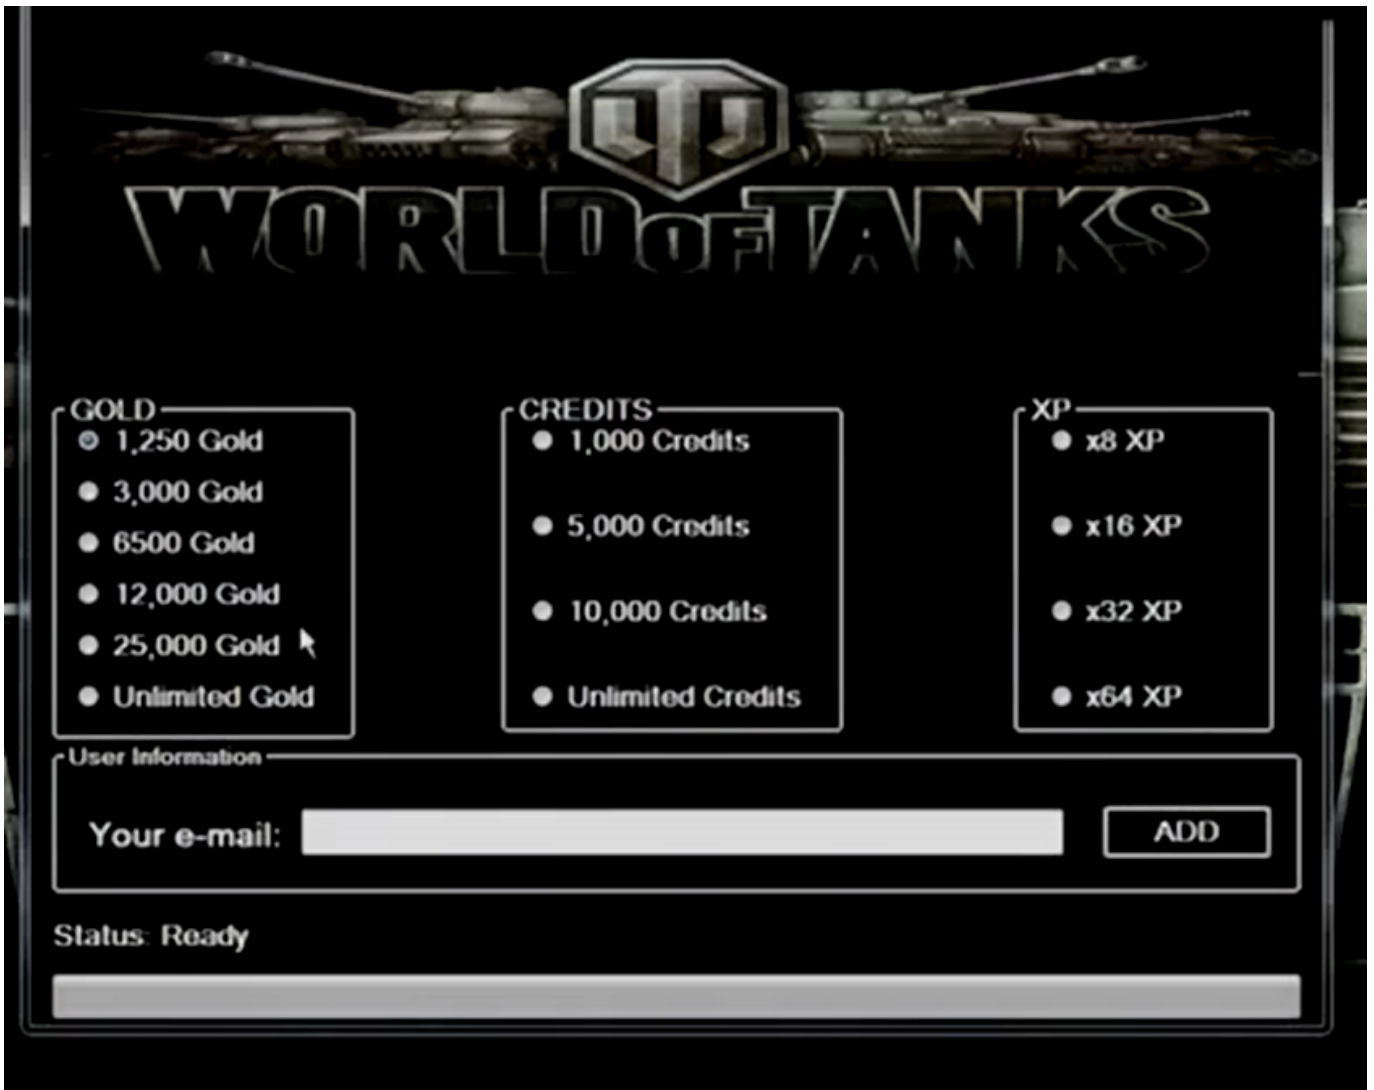 WORLD OF TANKS
GOLD
1,250 Gold
3,000 Gold
6500 Gold
12,000 Gold
25,000 Gold
Unlimited Gold
CREDITS
1,000 Credits
5,000 Credits
10,000 Credits
Unlimited Credits
XP
x8 XP
x16 XP
x32 XP
x64 XP
User Information
Your e-mail:
ADD
Status: Ready